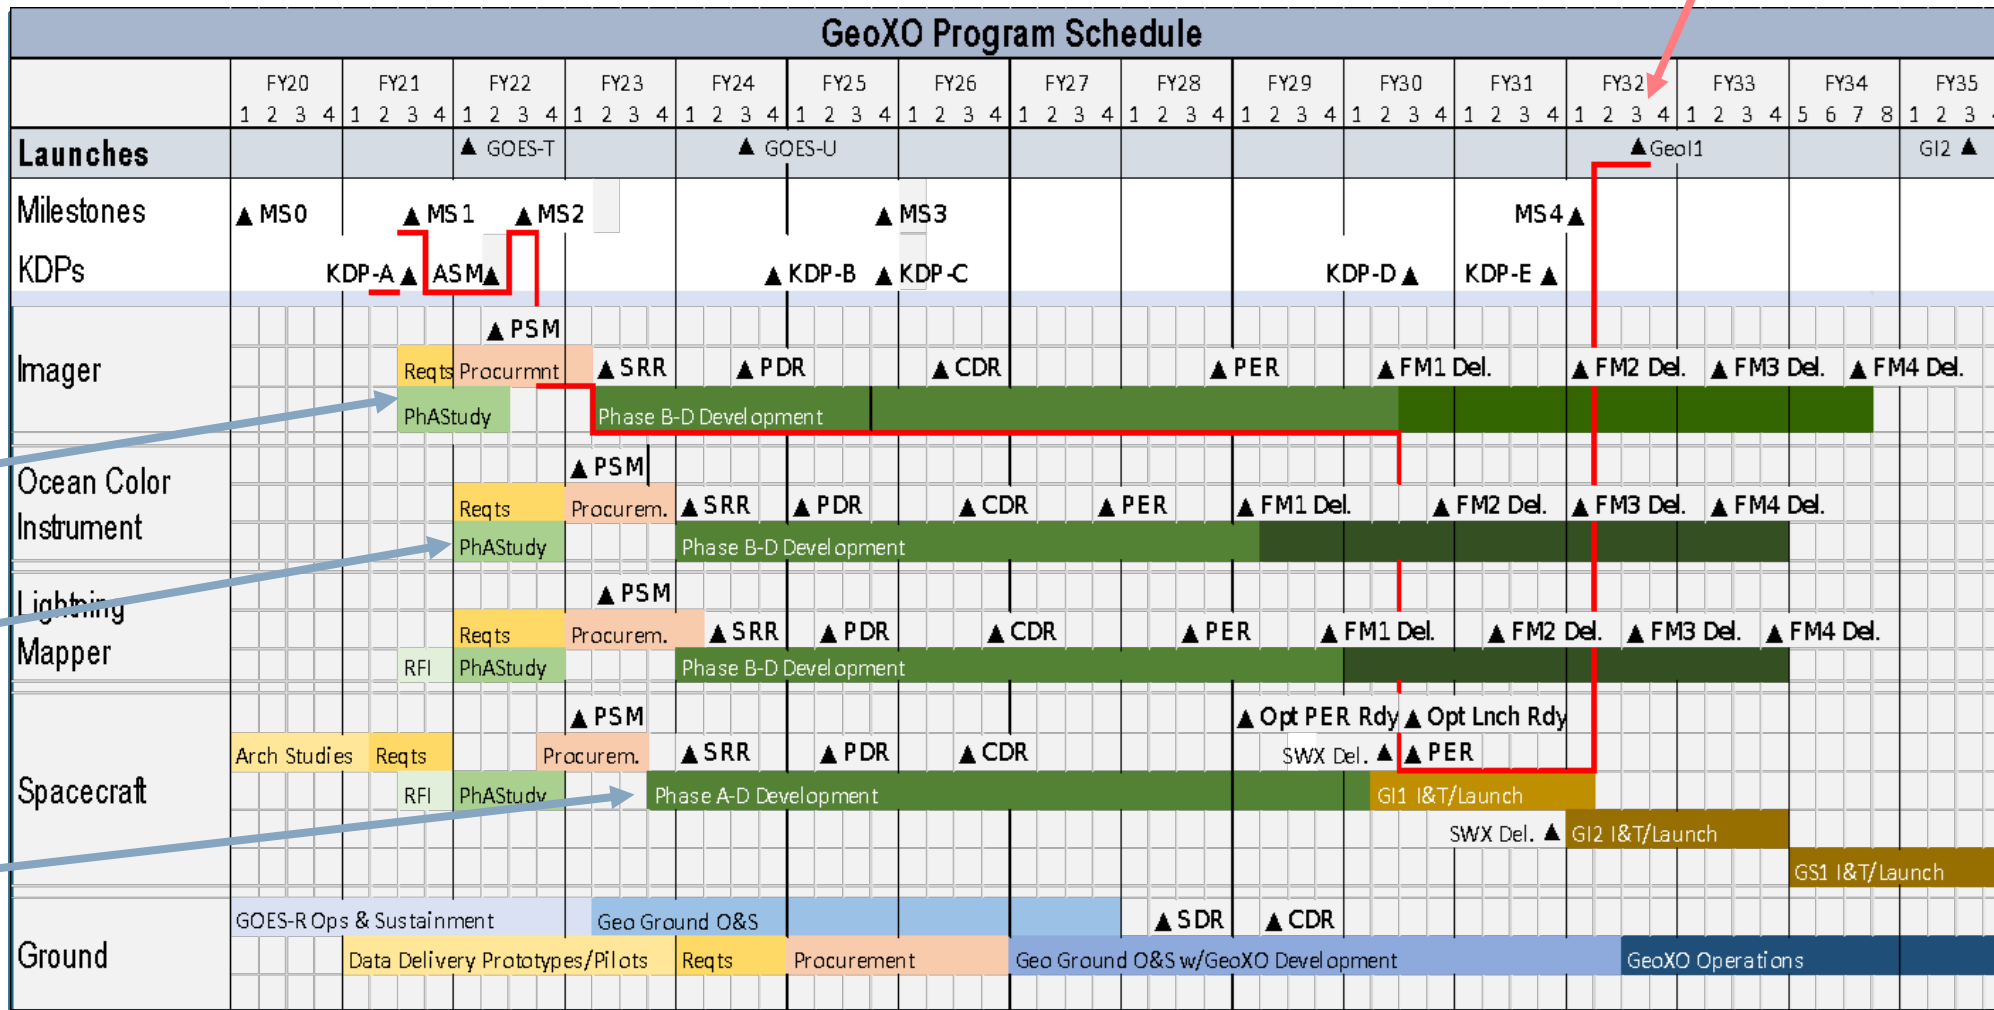 GeoXO Program Schedule
FY20 FY21 FY22 FY23 FY24 FY25 FY26 FY27 FY28 FY29 FY30 FY31 FY32 FY33 FY34 FY35
1 2 3 4 1 2 3 4 1 2 3 4 1 2 3 4 1 2 3 4 1 2 3 4 1 2 3 4 1 2 3 4 1 2 3 4 1 2 3 4 1 2 3 4 1 2 3 4 1 2 3 4 1 2 3 4 5 6 7 8 1 2 3 4
Launches ▲ GOES-T ▲ GOES-U ▲ GeoI1 GI2 ▲
Milestones ▲ MS0 ▲ MS1 ▲ MS2 ▲ MS3 MS4 ▲
KDPs KDP-A ▲ ASM ▲ ▲ KDP-B ▲ KDP-C KDP-D ▲ KDP-E ▲
▲ PSM
Imager Reqts Procurmnt ▲ SRR ▲ PDR ▲ CDR ▲ PER ▲ FM1 Del. ▲ FM2 Del. ▲ FM3 Del. ▲ FM4 Del.
PhAStudy Phase B-D Development
▲ PSM
Ocean Color
Instrument
Reqts Procurem. ▲ SRR ▲ PDR ▲ CDR ▲ PER ▲ FM1 Del. ▲ FM2 Del. ▲ FM3 Del. ▲ FM4 Del.
PhAStudy Phase B-D Development
▲ PSM
Lightning
Mapper
Reqts Procurem. ▲ SRR ▲ PDR ▲ CDR ▲ PER ▲ FM1 Del. ▲ FM2 Del. ▲ FM3 Del. ▲ FM4 Del.
RFI PhAStudy Phase B-D Development
▲ PSM ▲ Opt PER Rdy ▲ Opt Lnch Rdy
Arch Studies Reqts Procurem. ▲ SRR ▲ PDR ▲ CDR SWX Del. ▲ ▲ PER
Spacecraft RFI PhAStudy Phase A-D Development GI1 I&T/Launch
SWX Del. ▲ GI2 I&T/Launch
GS1 I&T/Launch
GOES-R Ops & Sustainment Geo Ground O&S ▲ SDR ▲ CDR
Ground Data Delivery Prototypes/Pilots Reqts Procurement Geo Ground O&S w/GeoXO Development GeoXO Operations